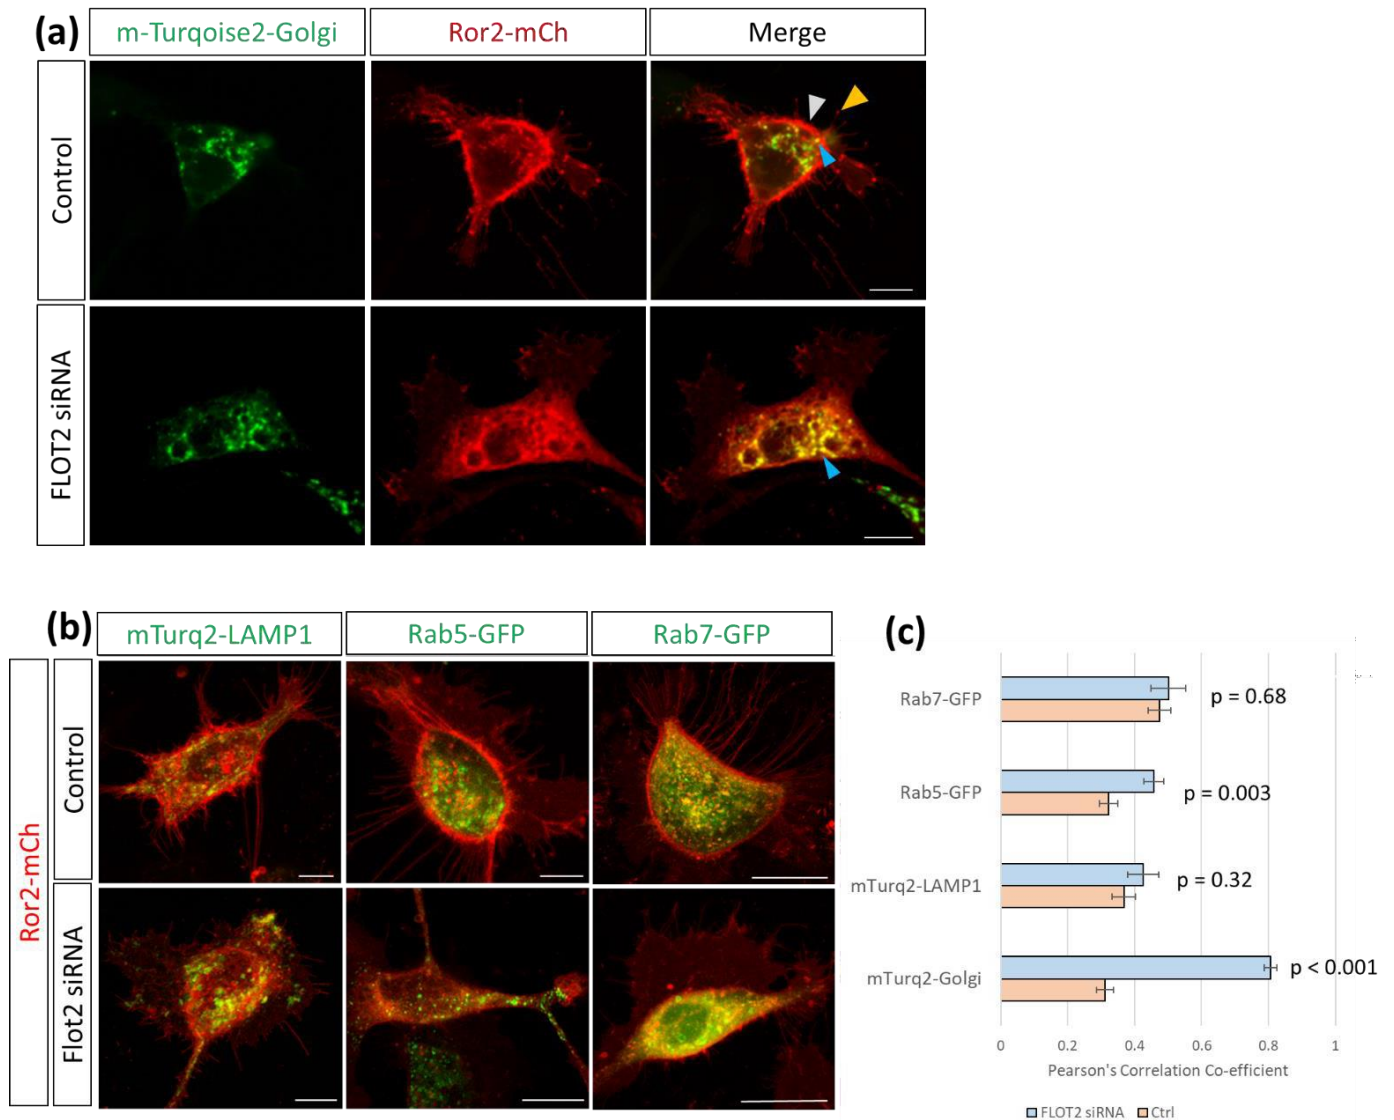 (a)
m-Turqoise2-Golgi
Ror2-mCh
Merge
Control
FLOT2 siRNA
(b)
mTurq2-LAMP1
Rab5-GFP
Rab7-GFP
Ror2-mCh
Control
Flot2 siRNA
(c)
Rab7-GFP
p = 0.68
Rab5-GFP
p = 0.003
mTurq2-LAMP1
p = 0.32
mTurq2-Golgi
p < 0.001
0 0.2 0.4 0.6 0.8 1
Pearson's Correlation Co-efficient
FLOT2 siRNA Ctrl